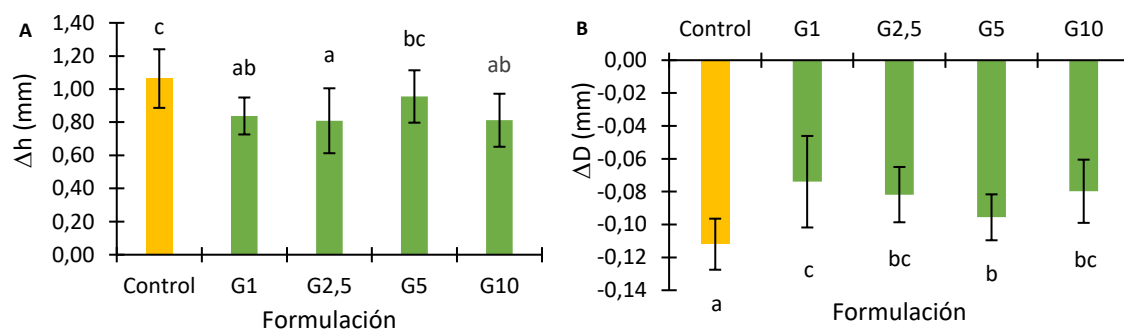 A
Δh (mm)
1,40
1,20
1,00
0,80
0,60
0,40
0,20
0,00
c
ab
a
bc
ab
Control G1 G2,5 G5 G10
Formulación
B
Control G1 G2,5 G5 G10
ΔD (mm)
0,00
-0,02
-0,04
-0,06
-0,08
-0,10
-0,12
-0,14
a
c
bc
b
bc
Formulación